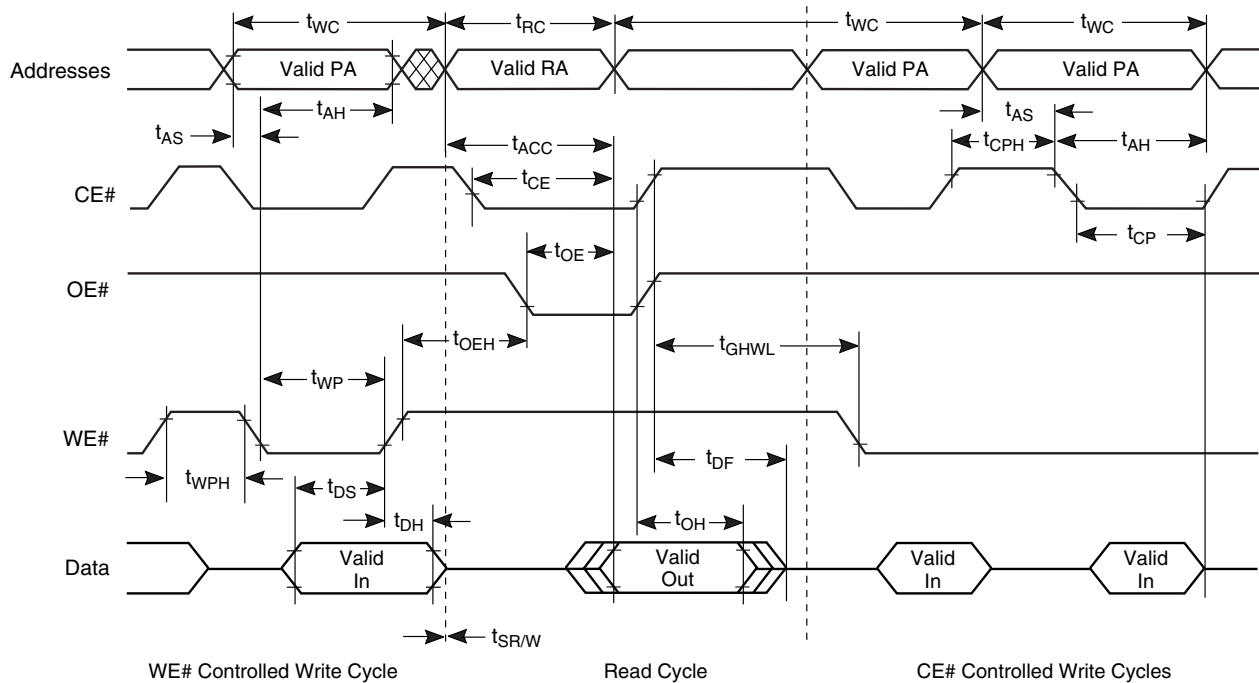 tWC tRC tWC tWC
Addresses Valid PA Valid RA Valid PA Valid PA
tAH tAS
tAS tACC tCPH tAH
CE# tCE
tCP
tOE
OE#
tOEH tGHWL
tWP
WE#
tWPH tDS tDF
tDH tOH
Data Valid In Valid Out Valid In Valid In
tSR/W
WE# Controlled Write Cycle Read Cycle CE# Controlled Write Cycles